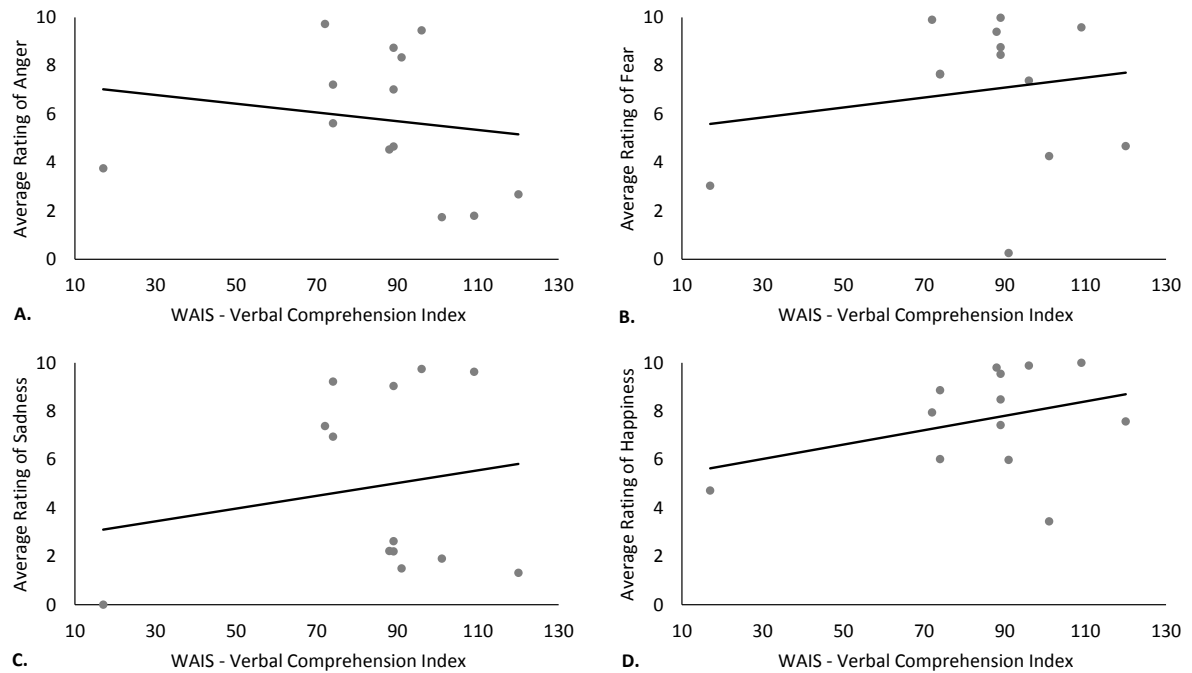 Average Rating of Anger
10
8
6
4
2
0
10 30 50 70 90 110 130
WAIS - Verbal Comprehension Index
A.
Average Rating of Fear
10
8
6
4
2
0
10 30 50 70 90 110 130
WAIS - Verbal Comprehension Index
B.
Average Rating of Sadness
10
8
6
4
2
0
10 30 50 70 90 110 130
WAIS - Verbal Comprehension Index
C.
Average Rating of Happiness
10
8
6
4
2
0
10 30 50 70 90 110 130
WAIS - Verbal Comprehension Index
D.